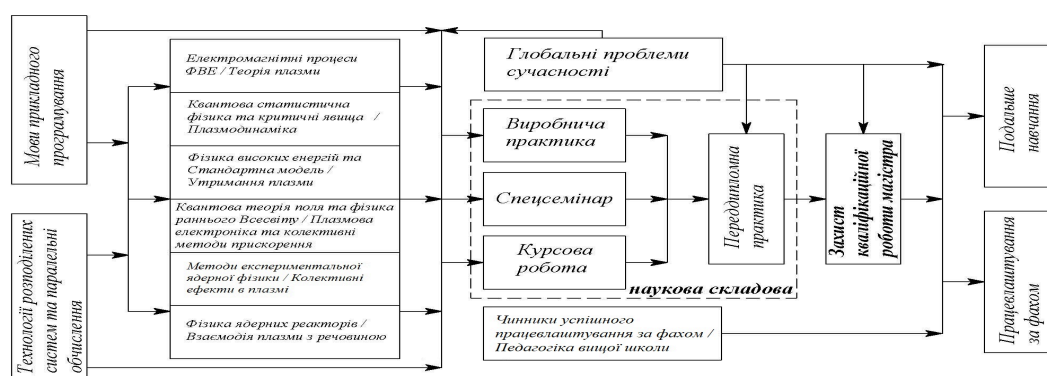 Мови прикладного
програмування
Технології розподілених
систем та паралельні
обчислення
Електромагнітні процеси
ФВЕ / Теорія плазми
Квантова статистична
фізика та критичні явища /
Плазмодинаміка
Фізика високих енергій та
Стандартна модель /
Утримання плазми
Квантова теорія поля та фізика
раннього Всесвіту / Плазмова
електроніка та колективні
методи прискорення
Методи експериментальної
ядерної фізики / Колективні
ефекти в плазмі
Фізика ядерних реакторів /
Взаємодія плазми з речовиною
Глобальні проблеми
сучасності
Виробнича
практика
Спецсемінар
Курсова
робота
Переддипломна
практика
наукова складова
Захист
кваліфікаційної
роботи магістра
Чинники успішного
працевлаштування за фахом /
Педагогіка вищої школи
Подальше
навчання
Працевлаштування
за фахом